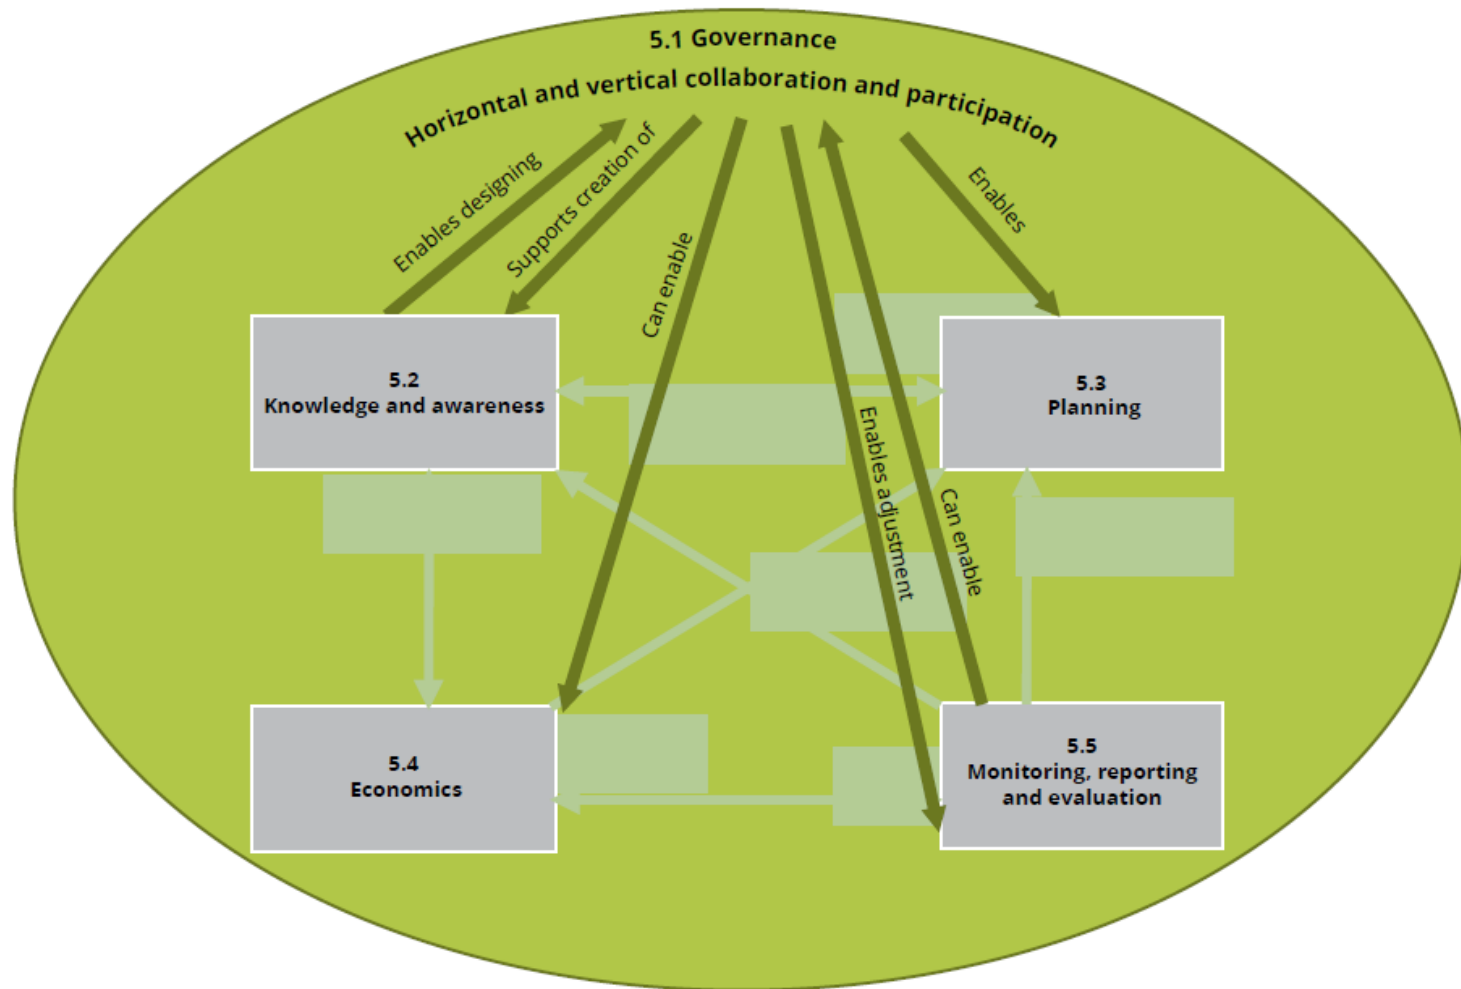 5.1 Governance
Horizontal and vertical collaboration and participation
Enables designing
Supports creation of
Can enable
Enables
5.2
Knowledge and awareness
5.3
Planning
Enables adjustment
Can enable
5.4
Economics
5.5
Monitoring, reporting
and evaluation